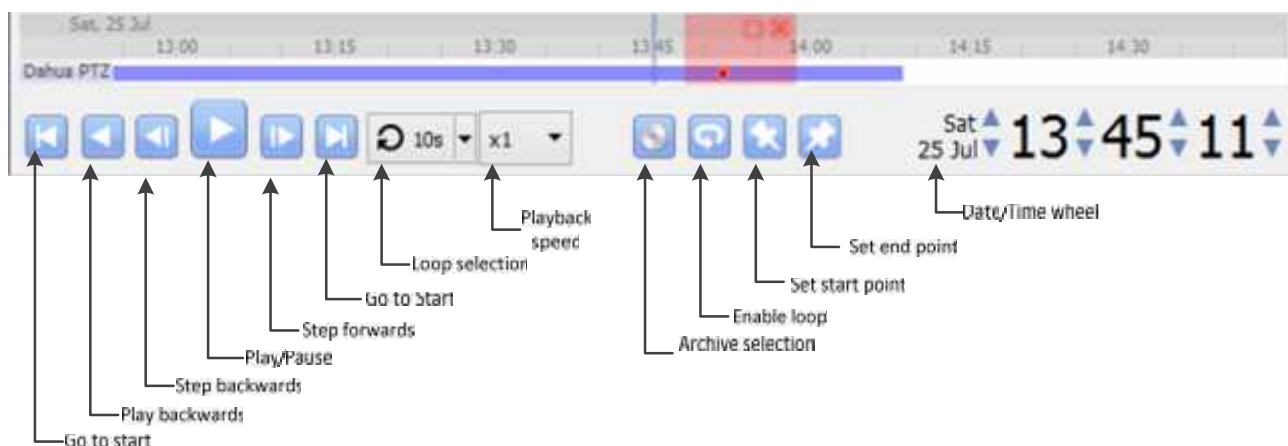 Sat, 25 Jul
13:00 13:15 13:30 13:45 14:00 14:15 14:30
Dahua PTZ
10s x1
Sat 25 Jul 13 45 11
Playback speed
Date/Time wheel
Set end point
Loop selection
Set start point
Go to Start
Enable loop
Step forwards
Archive selection
Play/Pause
Step backwards
Play backwards
Go to start